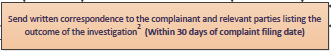 Send written correspondence to the complainant and relevant parties listing the
outcome of the investigation² (Within 30 days of complaint filing date)